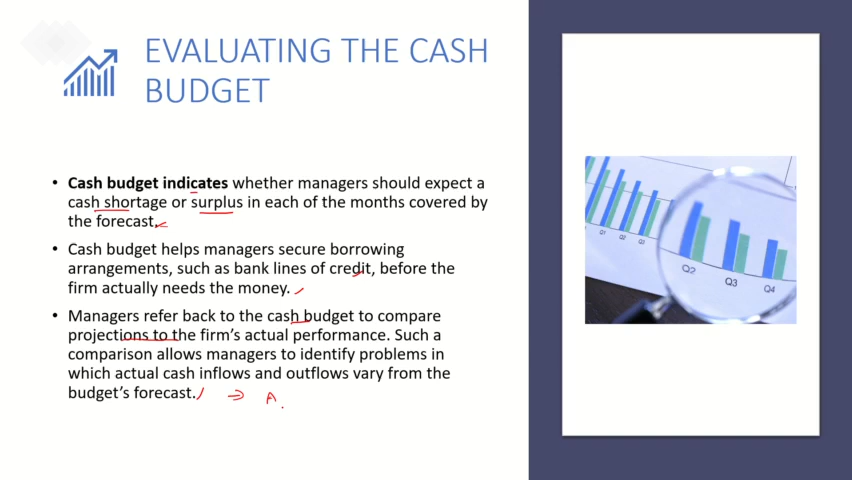 EVALUATING THE CASH
BUDGET
• Cash budget indicates whether managers should expect a
cash shortage or surplus in each of the months covered by
the forecast.
• Cash budget helps managers secure borrowing
arrangements, such as bank lines of credit, before the
firm actually needs the money.
• Managers refer back to the cash budget to compare
projections to the firm's actual performance. Such a
comparison allows managers to identify problems in
which actual cash inflows and outflows vary from the
budget's forecast.
→ A.
Q1 Q2 Q3
Q2 Q3 Q4